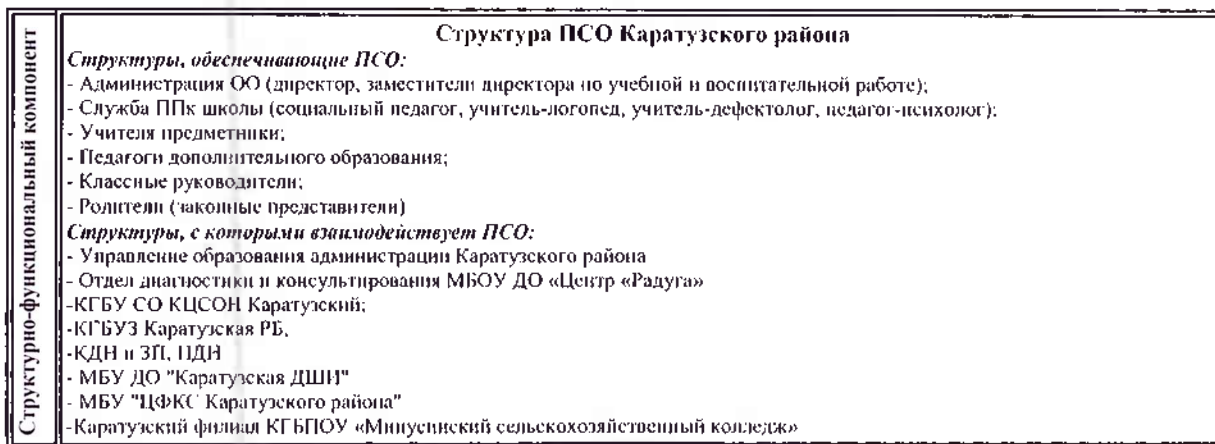 Структурно-функциональный компонент
Структура ПСО Каратузского района
Структуры, обеспечивающие ПСО:
- Администрация ОО (директор, заместители директора по учебной и воспитательной работе);
- Служба ППк школы (социальный педагог, учитель-логопед, учитель-дефектолог, педагог-психолог);
- Учителя предметники;
- Педагоги дополнительного образования;
- Классные руководители;
- Родители (законные представители)
Структуры, с которыми взаимодействует ПСО:
- Управление образования администрации Каратузского района
- Отдел диагностики и консультирования МБОУ ДО «Центр «Радуга»
-КГБУ СО КЦСОН Каратузский;
-КГБУЗ Каратузская РБ,
-КДН и ЗП, ПДН
- МБУ ДО "Каратузская ДШИ"
- МБУ "ЦФКС Каратузского района"
-Каратузский филиал КГБПОУ «Минусинский сельскохозяйственный колледж»